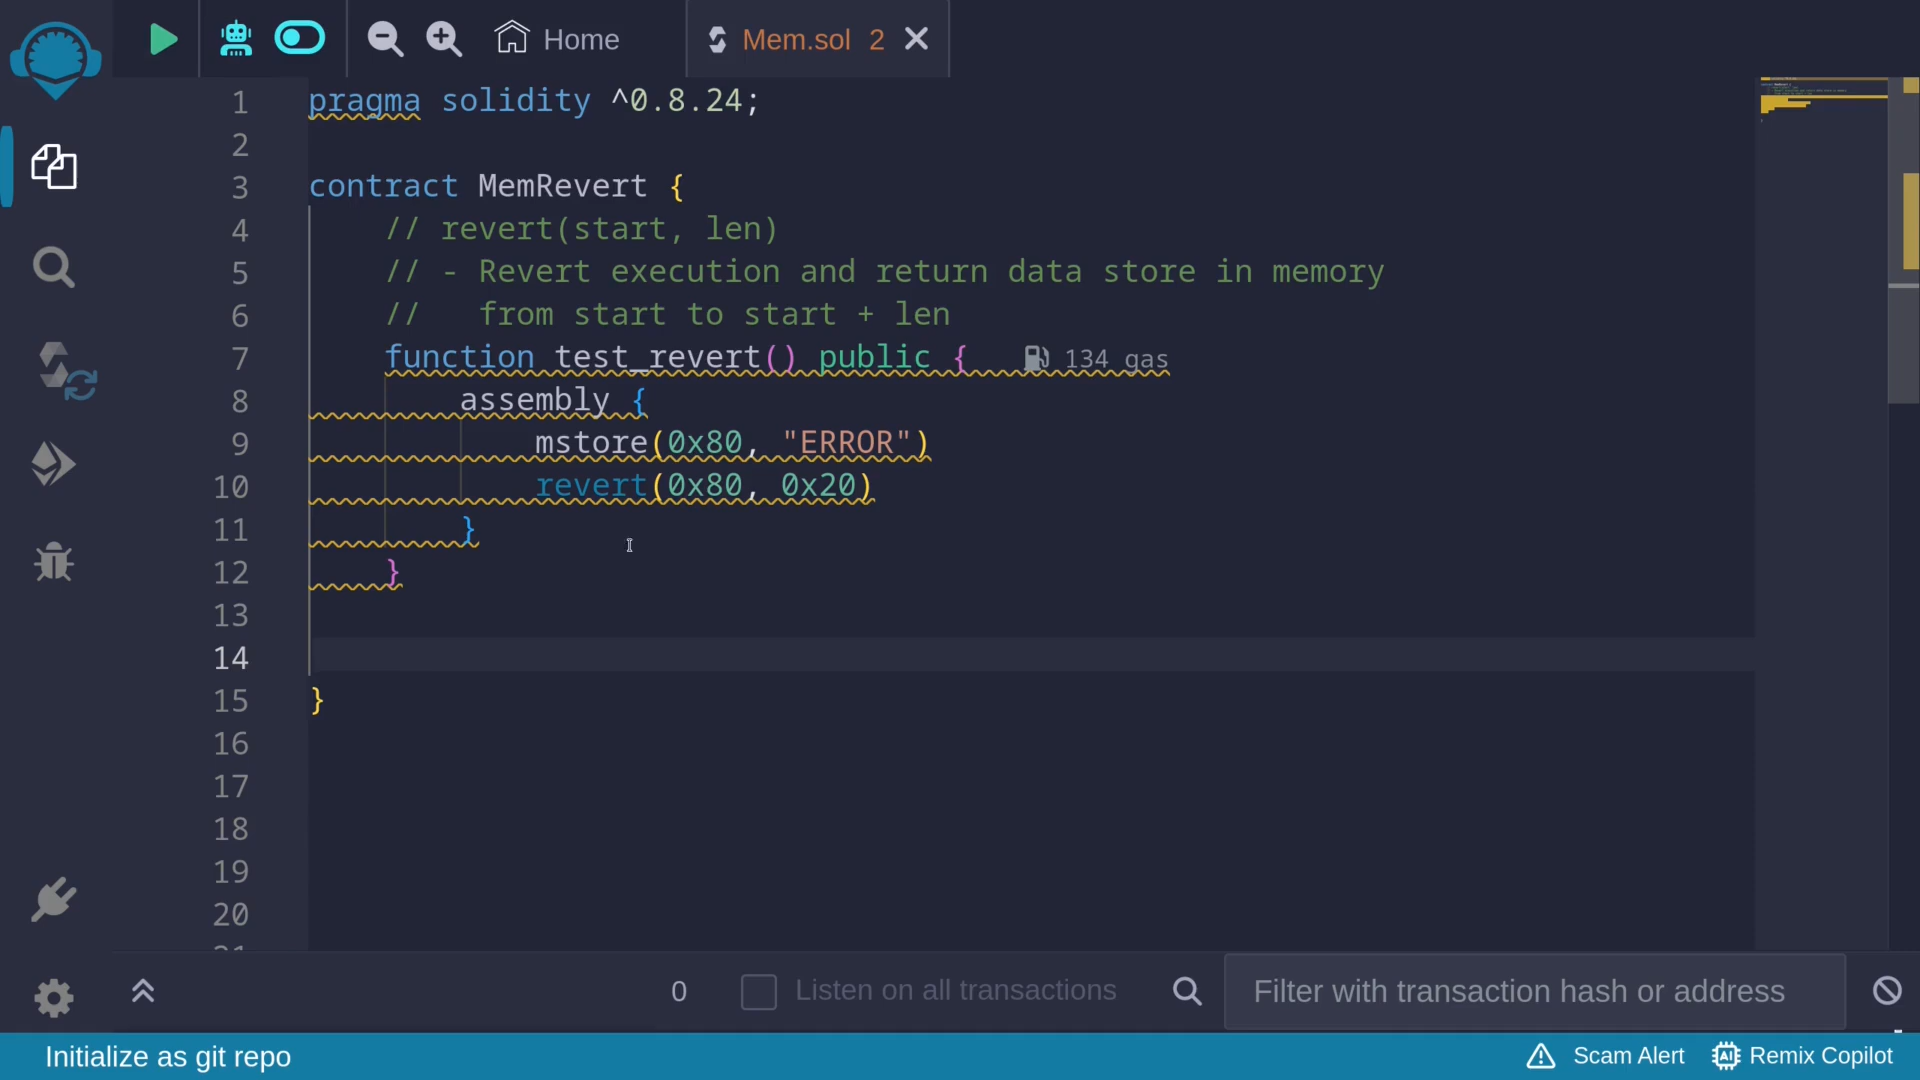 Home
Mem.sol 2
1 pragma solidity ^0.8.24;
2
3 contract MemRevert {
4 // revert(start, len)
5 // - Revert execution and return data store in memory
6 //   from start to start + len
7 function test_revert() public { 134 gas
8 assembly {
9 mstore(0x80, "ERROR")
10 revert(0x80, 0x20)
11 }
12 }
13
14
15 }
16
17
18
19
20
0 Listen on all transactions Filter with transaction hash or address
Initialize as git repo Scam Alert AI Remix Copilot